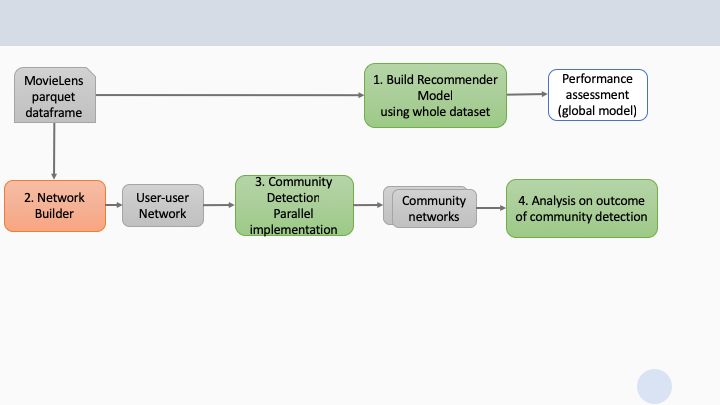 MovieLens
parquet
dataframe
1. Build Recommender
Model
using whole dataset
Performance
assessment
(global model)
2. Network
Builder
User-user
Network
3. Community
Detection
Parallel
implementation
Community
networks
4. Analysis on outcome
of community detection